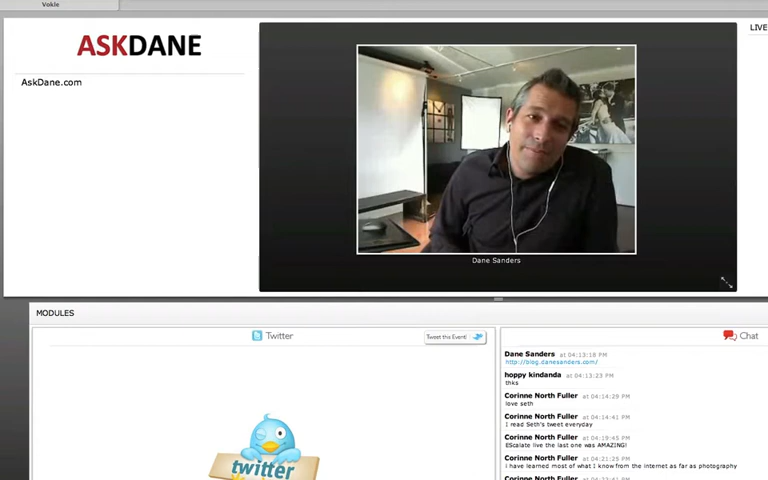 Vokle
ASKDANE
LIVE
AskDane.com
Dane Sanders
MODULES
Twitter
Tweet this Event!
Chat
Dane Sanders at 04:13:18 PM
http://blog.danesanders.com/
hoppy kindanda at 04:13:23 PM
thks
Corinne North Fuller at 04:14:29 PM
love seth
Corinne North Fuller at 04:14:41 PM
I read Seth's tweet everyday
Corinne North Fuller at 04:19:45 PM
EScalate live the last one was AMAZING!
Corinne North Fuller at 04:21:25 PM
i have learned most of what I know from the internet as far as photography
Corinne North Fuller
twitter